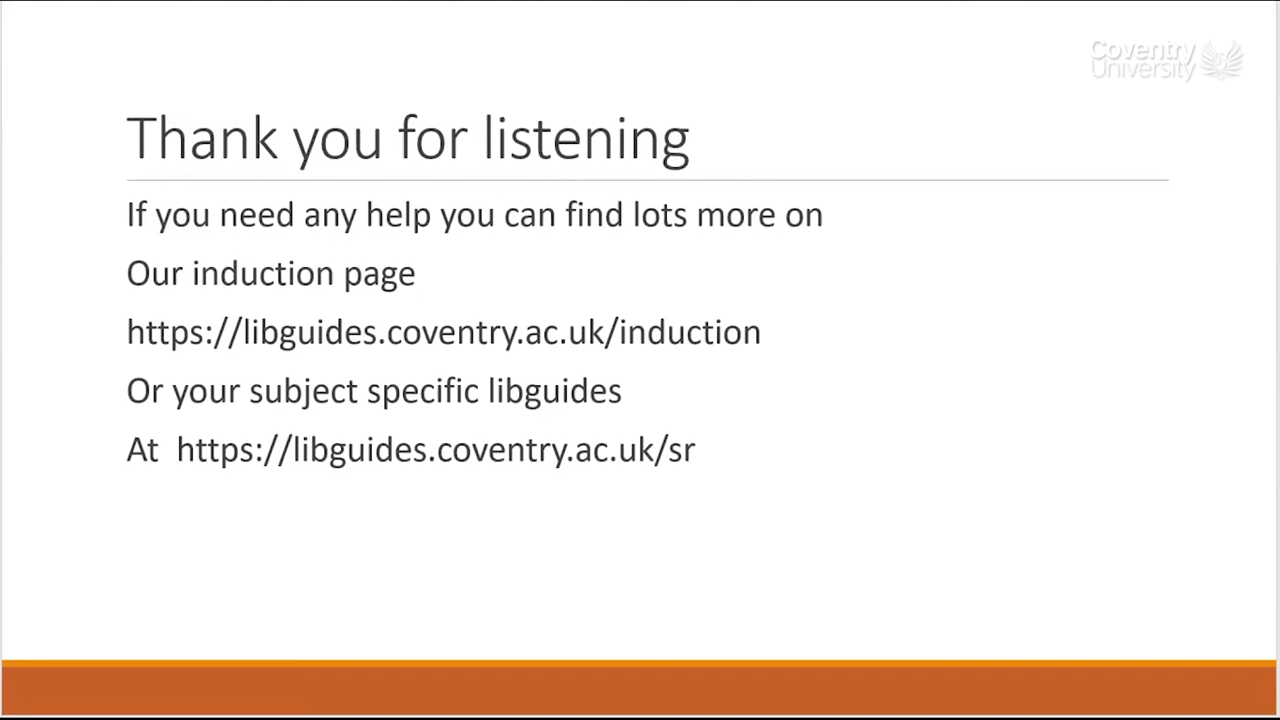 Coventry
University
Thank you for listening
If you need any help you can find lots more on
Our induction page
https://libguides.coventry.ac.uk/induction
Or your subject specific libguides
At  https://libguides.coventry.ac.uk/sr